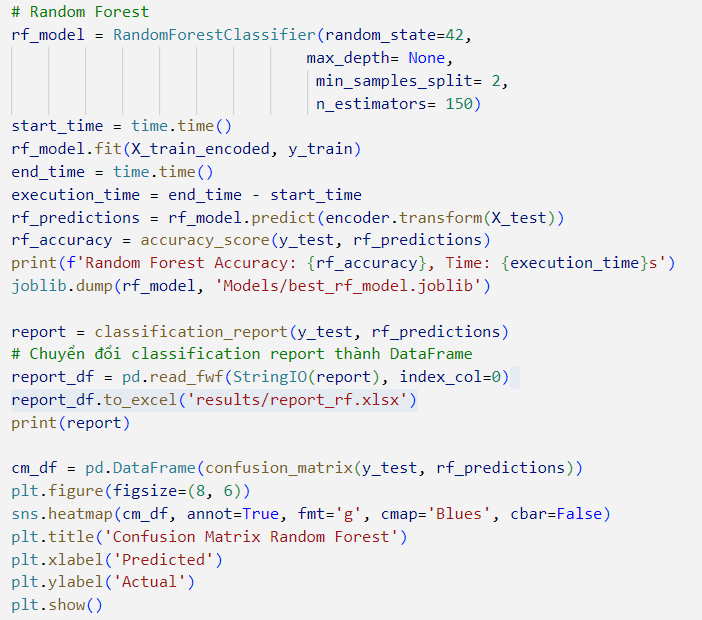 # Random Forest
rf_model = RandomForestClassifier(random_state=42,
max_depth= None,
min_samples_split= 2,
n_estimators= 150)
start_time = time.time()
rf_model.fit(X_train_encoded, y_train)
end_time = time.time()
execution_time = end_time - start_time
rf_predictions = rf_model.predict(encoder.transform(X_test))
rf_accuracy = accuracy_score(y_test, rf_predictions)
print(f'Random Forest Accuracy: {rf_accuracy}, Time: {execution_time}s')
joblib.dump(rf_model, 'Models/best_rf_model.joblib')
report = classification_report(y_test, rf_predictions)
# Chuyển đổi classification report thành DataFrame
report_df = pd.read_fwf(StringIO(report), index_col=0)
report_df.to_excel('results/report_rf.xlsx')
print(report)
cm_df = pd.DataFrame(confusion_matrix(y_test, rf_predictions))
plt.figure(figsize=(8, 6))
sns.heatmap(cm_df, annot=True, fmt='g', cmap='Blues', cbar=False)
plt.title('Confusion Matrix Random Forest')
plt.xlabel('Predicted')
plt.ylabel('Actual')
plt.show()